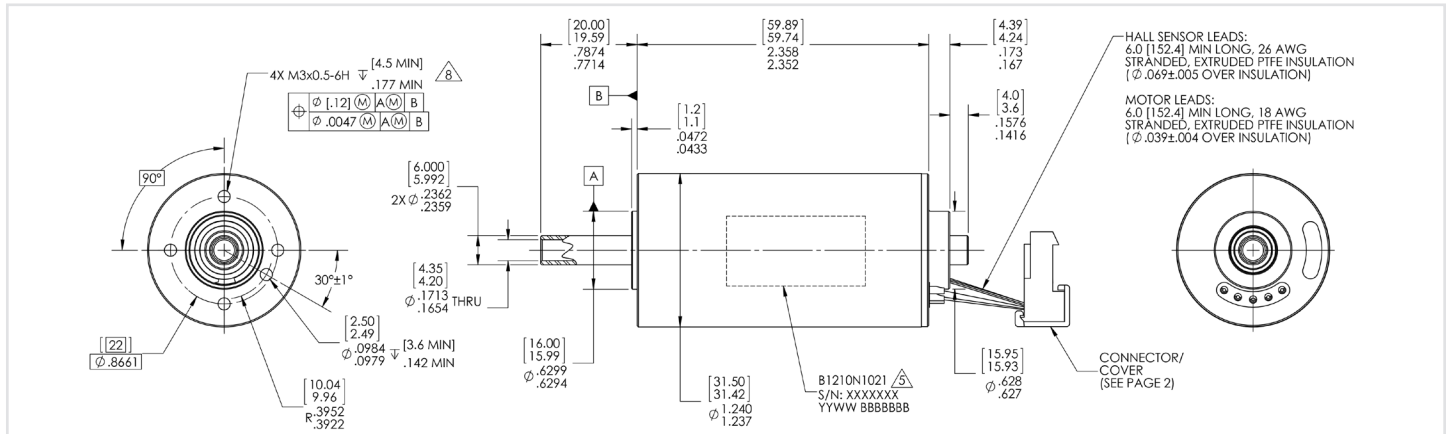 [20.00]
[19.59]
.7874
.7714
[59.89]
[59.74]
2.358
2.352
[4.39]
[4.24]
.173
.167
HALL SENSOR LEADS:
6.0 [152.4] MIN LONG, 26 AWG
STRANDED, EXTRUDED PTFE INSULATION
(Ø.069±.005 OVER INSULATION)
MOTOR LEADS:
6.0 [152.4] MIN LONG, 18 AWG
STRANDED, EXTRUDED PTFE INSULATION
(Ø.039±.004 OVER INSULATION)
4X M3x0.5-6H ↧ [4.5 MIN]
.177 MIN
8
⌖ Ø [.12] Ⓜ A Ⓜ B
Ø .0047 Ⓜ A Ⓜ B
B
[1.2]
[1.1]
.0472
.0433
[4.0]
[3.6]
.1576
.1416
90°
[6.000]
[5.992]
2X Ø .2362
.2359
A
30°±1°
[4.35]
[4.20]
Ø .1713
.1654 THRU
[22]
Ø.8661
[2.50]
[2.49]
Ø .0984
.0979 ↧ [3.6 MIN]
.142 MIN
[10.04]
[9.96]
R .3952
.3922
[16.00]
[15.99]
Ø .6299
.6294
[31.50]
[31.42]
Ø 1.240
1.237
B1210N1021 5
S/N: XXXXXXX
YYWW BBBBBBB
[15.95]
[15.93]
Ø .628
.627
CONNECTOR/
COVER
(SEE PAGE 2)